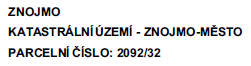 ZNOJMO
KATASTRÁLNÍ ÚZEMÍ - ZNOJMO-MĚSTO
PARCELNÍ ČÍSLO: 2092/32